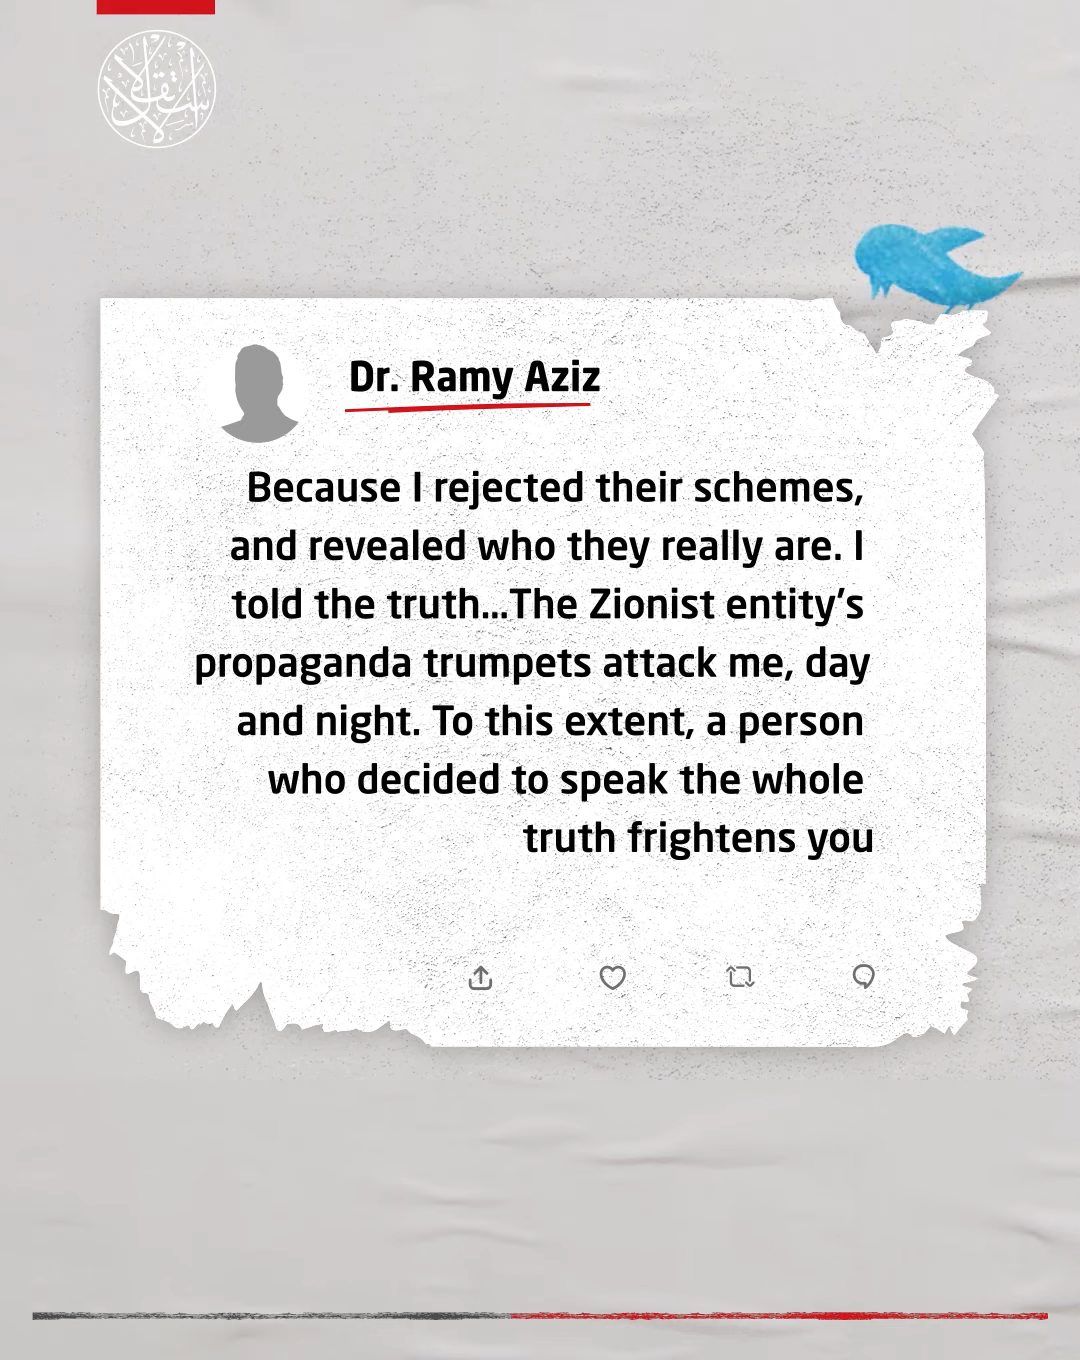 الاستقلال
Dr. Ramy Aziz
Because I rejected their schemes,
and revealed who they really are. I
told the truth...The Zionist entity's
propaganda trumpets attack me, day
and night. To this extent, a person
who decided to speak the whole
truth frightens you